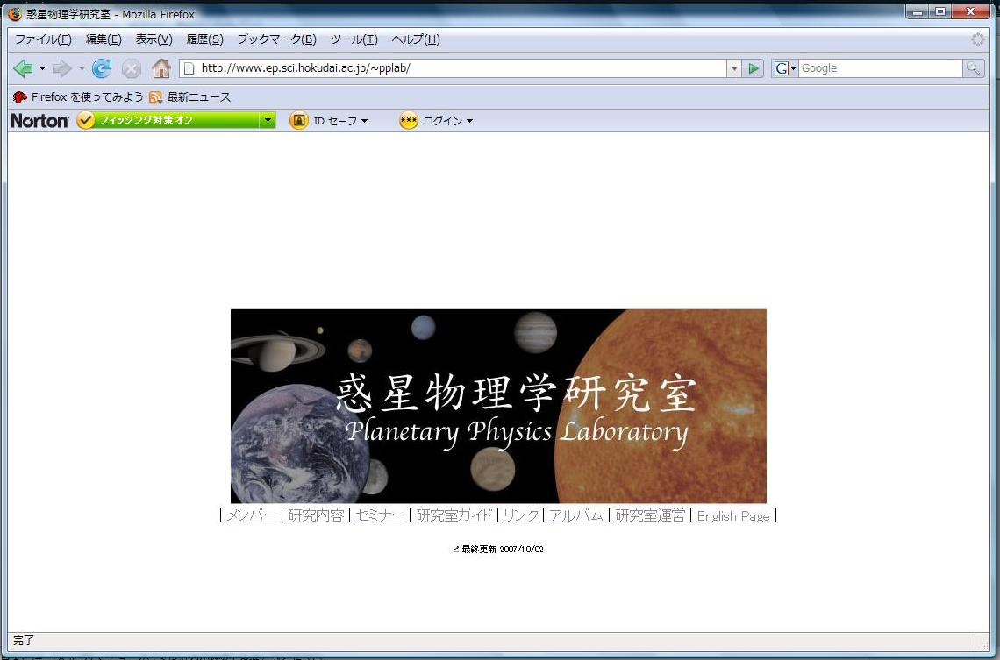 惑星物理学研究室 - Mozilla Firefox
ファイル(F) 編集(E) 表示(V) 履歴(S) ブックマーク(B) ツール(T) ヘルプ(H)
http://www.ep.sci.hokudai.ac.jp/~pplab/ G Google
Firefox を使ってみよう 最新ニュース
Norton フィッシング対策オン ID セーフ *** ログイン
惑星物理学研究室
Planetary Physics Laboratory
| メンバー | 研究内容 | セミナー | 研究室ガイド | リンク | アルバム | 研究室運営 | English Page |
最終更新 2007/10/02
完了